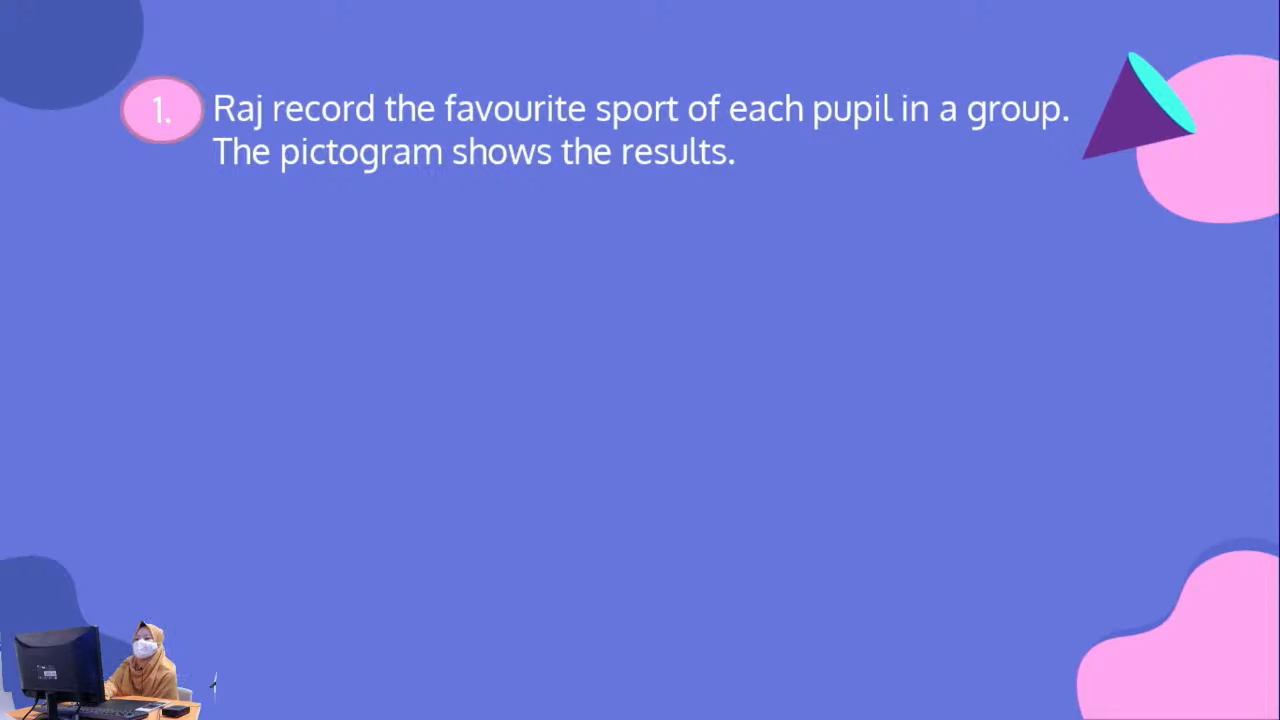 1. Raj record the favourite sport of each pupil in a group.
The pictogram shows the results.